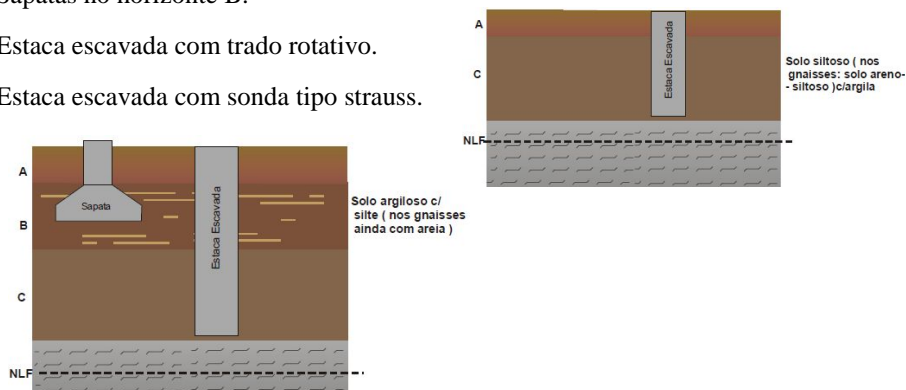 Sapatas no horizonte B.
Estaca escavada com trado rotativo.
Estaca escavada com sonda tipo strauss.
A
B
C
NLF
Sapata
Estaca Escavada
Solo argiloso c/
silte ( nos gnaisses
ainda com areia )
A
C
NLF
Estaca Escavada
Solo siltoso ( nos
gnaisses: solo areno-
- siltoso )c/argila